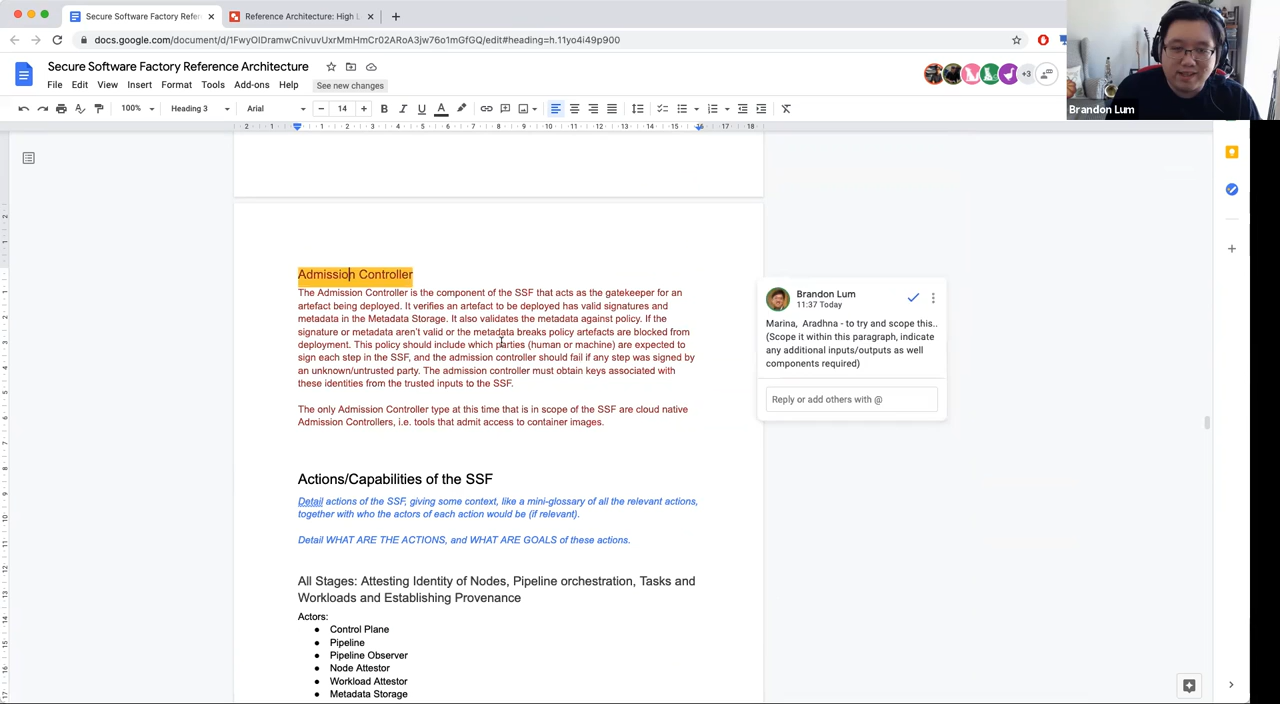 Secure Software Factory Refer
Reference Architecture: High L
docs.google.com/document/d/1FwyOIDramwCnivuvUxrMmHmCr02ARoA3jw76o1mGfGQ/edit#heading=h.11yo4i49p900
Secure Software Factory Reference Architecture
File Edit View Insert Format Tools Add-ons Help See new changes
+3
100% Heading 3 Arial 14
Brandon Lum
Admission Controller
The Admission Controller is the component of the SSF that acts as the gatekeeper for an
artefact being deployed. It verifies an artefact to be deployed has valid signatures and
metadata in the Metadata Storage. It also validates the metadata against policy. If the
signature or metadata aren't valid or the metadata breaks policy artefacts are blocked from
deployment. This policy should include which parties (human or machine) are expected to
sign each step in the SSF, and the admission controller should fail if any step was signed by
an unknown/untrusted party. The admission controller must obtain keys associated with
these identities from the trusted inputs to the SSF.
The only Admission Controller type at this time that is in scope of the SSF are cloud native
Admission Controllers, i.e. tools that admit access to container images.
Brandon Lum
11:37 Today
Marina, Aradhna - to try and scope this..
(Scope it within this paragraph, indicate
any additional inputs/outputs as well
components required)
Reply or add others with @
Actions/Capabilities of the SSF
Detail actions of the SSF, giving some context, like a mini-glossary of all the relevant actions,
together with who the actors of each action would be (if relevant).
Detail WHAT ARE THE ACTIONS, and WHAT ARE GOALS of these actions.
All Stages: Attesting Identity of Nodes, Pipeline orchestration, Tasks and
Workloads and Establishing Provenance
Actors:
● Control Plane
● Pipeline
● Pipeline Observer
● Node Attestor
● Workload Attestor
● Metadata Storage